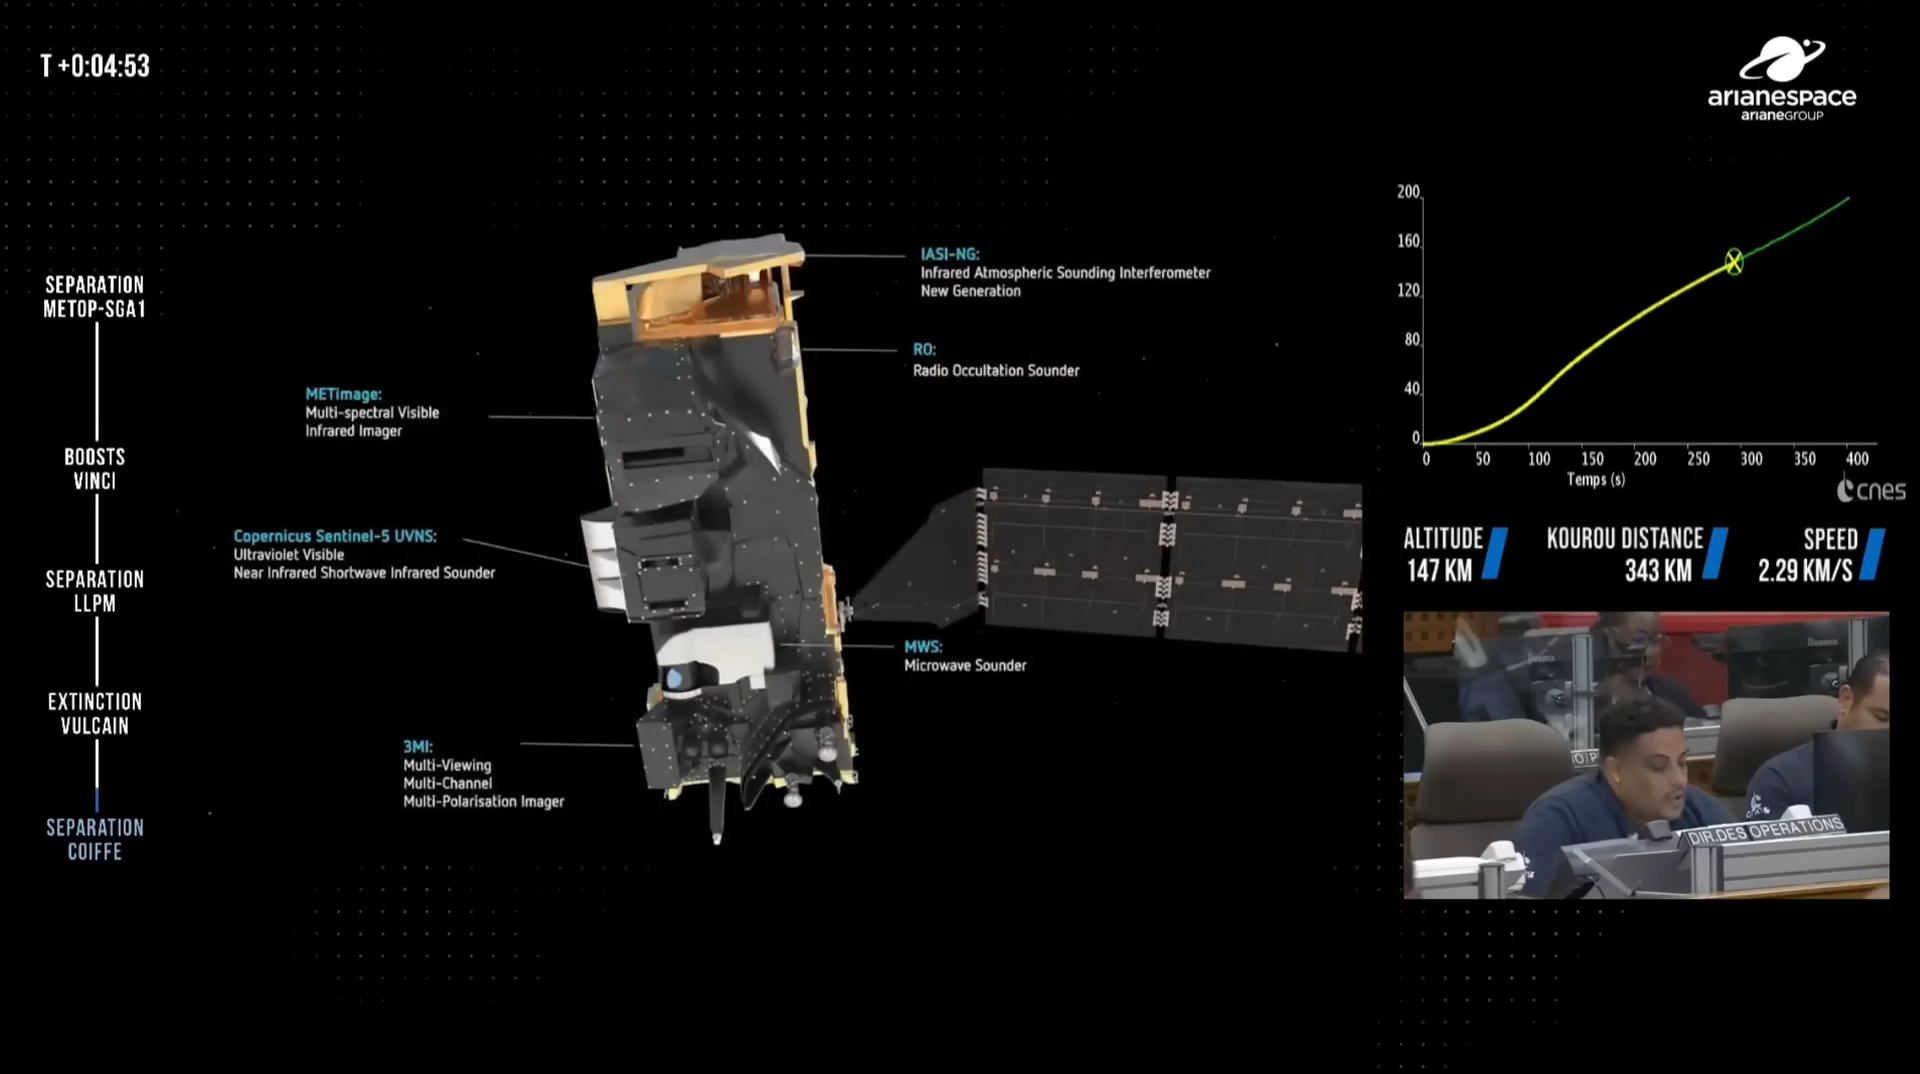 T +0:04:53
arianespace
arianeGROUP
SEPARATION
METOP-SGA1
BOOSTS
VINCI
SEPARATION
LLPM
EXTINCTION
VULCAIN
SEPARATION
COIFFE
IASI-NG:
Infrared Atmospheric Sounding Interferometer
New Generation
RO:
Radio Occultation Sounder
METimage:
Multi-spectral Visible
Infrared Imager
Copernicus Sentinel-5 UVNS:
Ultraviolet Visible
Near Infrared Shortwave Infrared Sounder
MWS:
Microwave Sounder
3MI:
Multi-Viewing
Multi-Channel
Multi-Polarisation Imager
200
160
120
80
40
0
0 50 100 150 200 250 300 350 400
Temps (s)
cnes
ALTITUDE
147 KM
KOUROU DISTANCE
343 KM
SPEED
2.29 KM/S
DIR.DES OPERATIONS